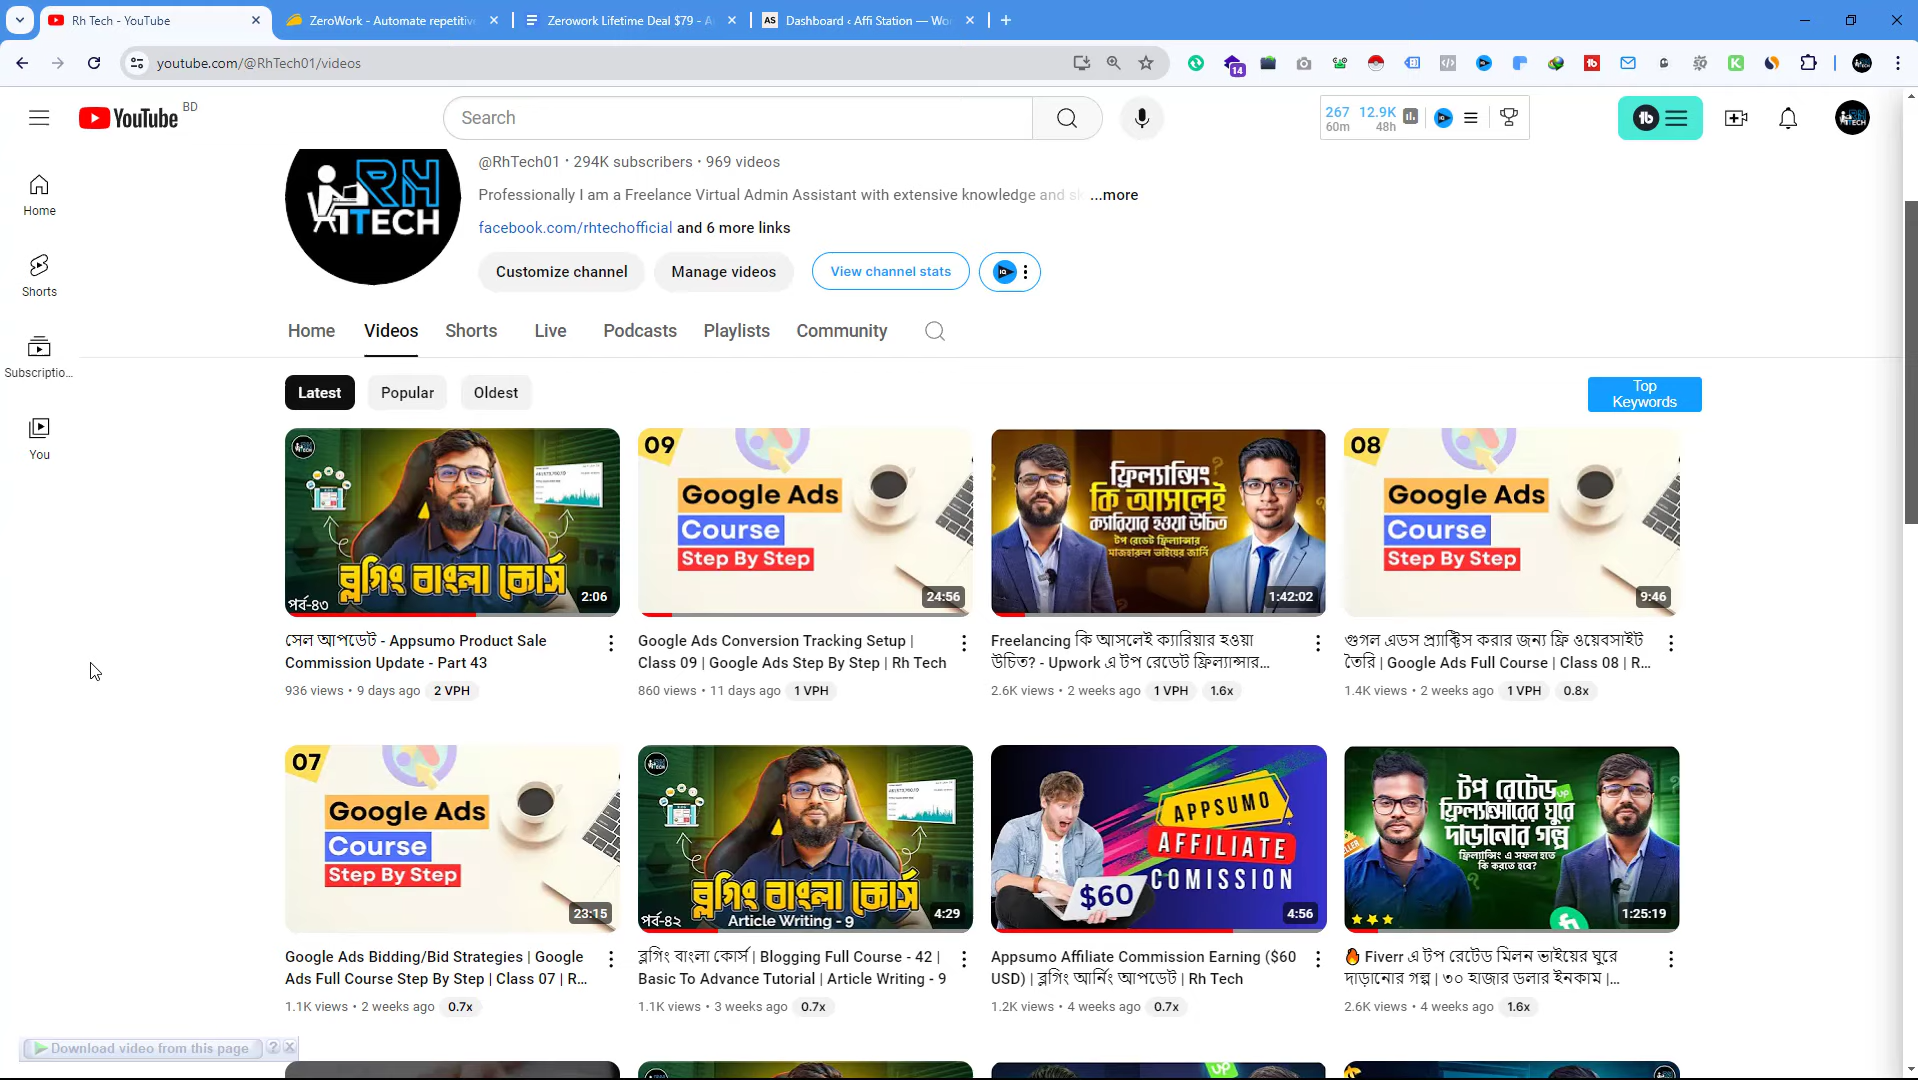 Rh Tech - YouTube
ZeroWork - Automate repetitiv
Zerowork Lifetime Deal $79 - A
AS
Dashboard ‹ Affi Station — Wo
youtube.com/@RhTech01/videos
14
YouTube
BD
Search
267 12.9K
60m 48h
RH
TECH
@RhTech01 • 294K subscribers • 969 videos
Professionally I am a Freelance Virtual Admin Assistant with extensive knowledge and sk ...more
facebook.com/rhtechofficial and 6 more links
Customize channel
Manage videos
View channel stats
Home
Shorts
Subscriptio...
You
Home
Videos
Shorts
Live
Podcasts
Playlists
Community
Latest
Popular
Oldest
Top
Keywords
ব্লগিং বাংলা কোর্স
পর্ব-৪৩
2:06
সেল আপডেট - Appsumo Product Sale
Commission Update - Part 43
936 views • 9 days ago 2 VPH
09
Google Ads
Course
Step By Step
24:56
Google Ads Conversion Tracking Setup |
Class 09 | Google Ads Step By Step | Rh Tech
860 views • 11 days ago 1 VPH
ফ্রিল্যান্সিং
কি আসলেই
ক্যারিয়ার হওয়া উচিত
টপ রেটেড ফ্রিল্যান্সার
মাজহারুল ভাইয়ের জার্নি
1:42:02
Freelancing কি আসলেই ক্যারিয়ার হওয়া
উচিত? - Upwork এ টপ রেটেড ফ্রিল্যান্সার...
2.6K views • 2 weeks ago 1 VPH 1.6x
08
Google Ads
Course
Step By Step
9:46
গুগল এডস প্র্যাক্টিস করার জন্য ফ্রি ওয়েবসাইট
তৈরি | Google Ads Full Course | Class 08 | R...
1.4K views • 2 weeks ago 1 VPH 0.8x
07
Google Ads
Course
Step By Step
23:15
Google Ads Bidding/Bid Strategies | Google
Ads Full Course Step By Step | Class 07 | R...
1.1K views • 2 weeks ago 0.7x
ব্লগিং বাংলা কোর্স
পর্ব-৪২
Article Writing - 9
4:29
ব্লগিং বাংলা কোর্স | Blogging Full Course - 42 |
Basic To Advance Tutorial | Article Writing - 9
1.1K views • 3 weeks ago 0.7x
APPSUMO
AFFILIATE
COMISSION
$60
4:56
Appsumo Affiliate Commission Earning ($60
USD) | ব্লগিং আর্নিং আপডেট | Rh Tech
1.2K views • 4 weeks ago 0.7x
টপ রেটেড
ফ্রিল্যান্সারের ঘুরে
দাড়ানোর গল্প
ফ্রিল্যান্সিং এ সফল হতে
কি করতে হবে?
1:25:19
Fiverr এ টপ রেটেড মিলন ভাইয়ের ঘুরে
দাড়ানোর গল্প | ৩০ হাজার ডলার ইনকাম |...
2.6K views • 4 weeks ago 1.6x
Download video from this page